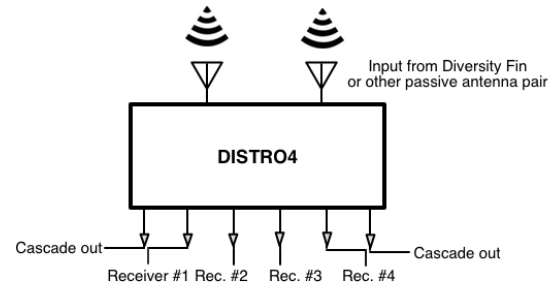 Input from Diversity Fin
or other passive antenna pair
DISTRO4
Cascade out
Cascade out
Receiver #1 Rec. #2 Rec. #3 Rec. #4